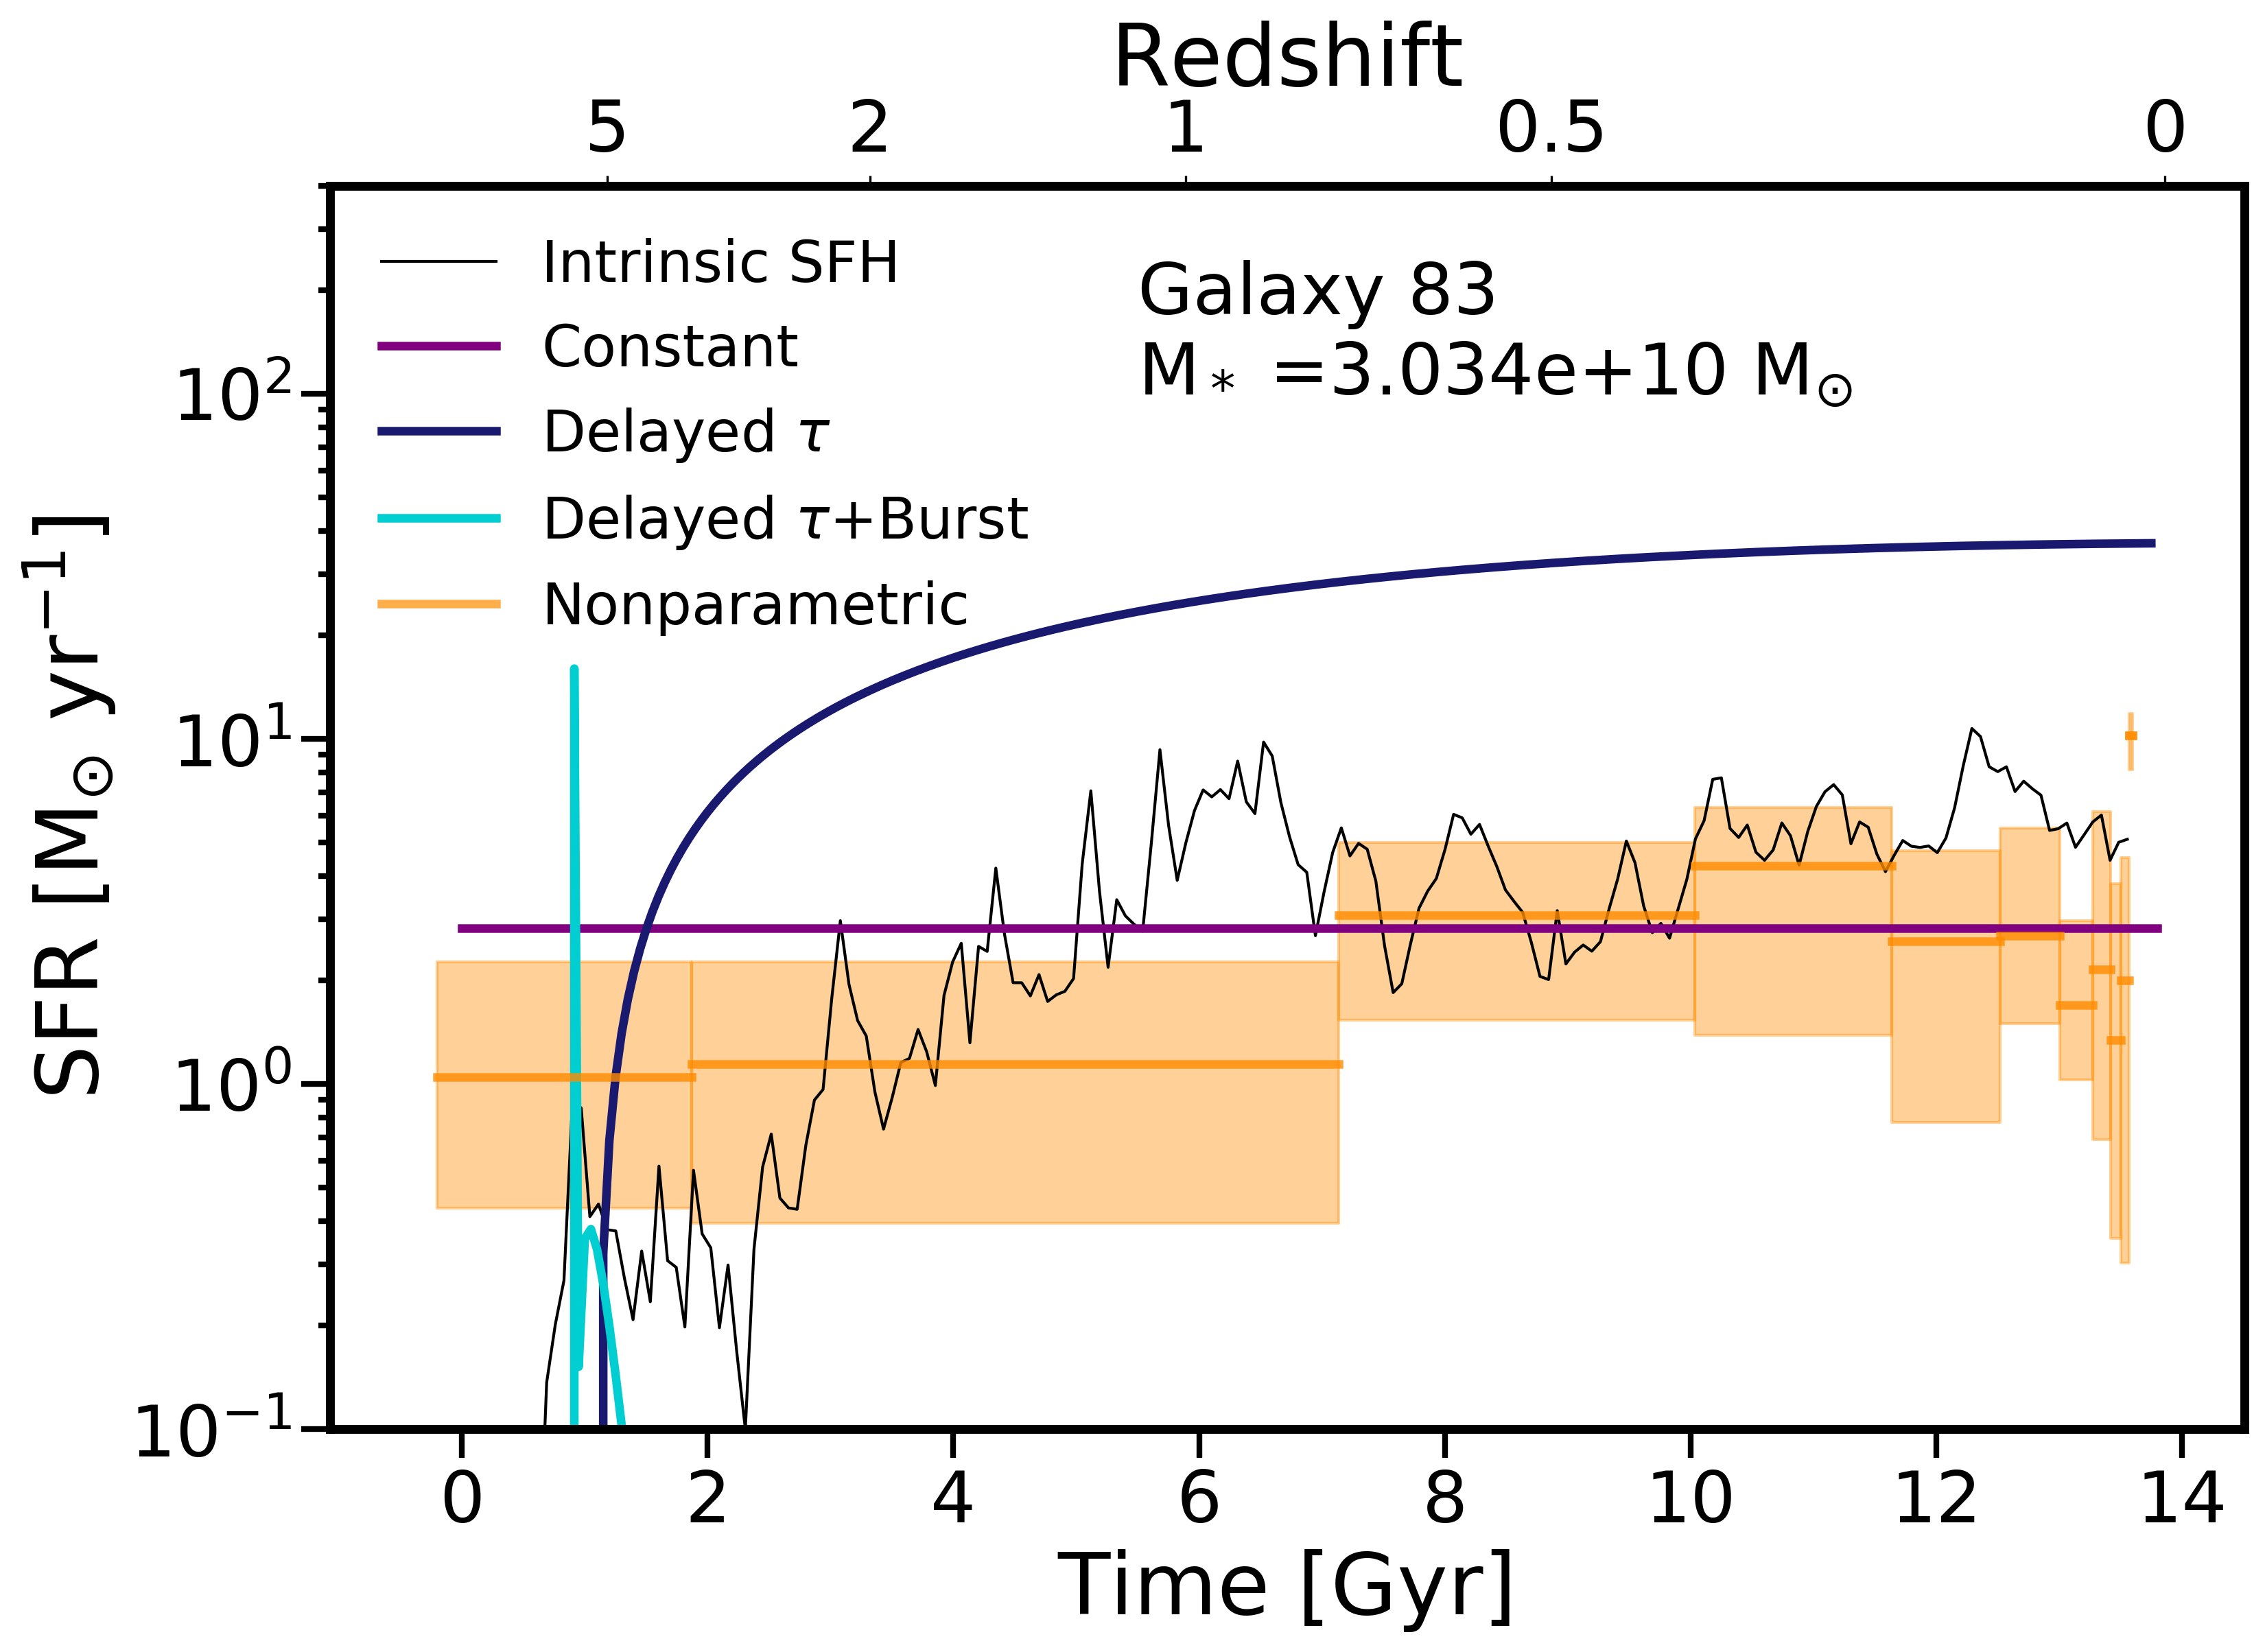 Redshift
5 2 1 0.5 0
Intrinsic SFH
Constant
Delayed τ
Delayed τ+Burst
Nonparametric
Galaxy 83
M* =3.034e+10 M⊙
SFR [M⊙ yr⁻¹]
10²
10¹
10⁰
10⁻¹
0 2 4 6 8 10 12 14
Time [Gyr]